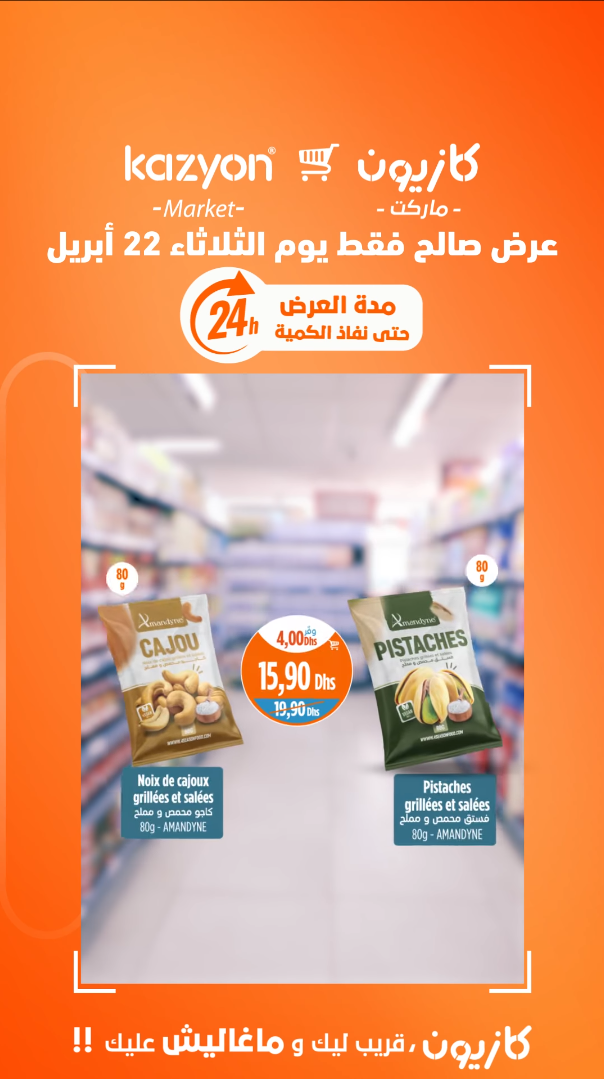 kazyon® كازيون
-Market- - ماركت -
عرض صالح فقط يوم الثلاثاء 22 أبريل
24h
مدة العرض
حتى نفاذ الكمية
80
g
80
g
Amandyne
CAJOU
Amandyne
PISTACHES
وفر
4,00Dhs
15,90 Dhs
19,90 Dhs
Noix de cajoux
grillées et salées
كاجو محمص و مملح
80g - AMANDYNE
Pistaches
grillées et salées
فستق محمص و مملح
80g - AMANDYNE
كازيون، قريب ليك و ماغاليش عليك !!